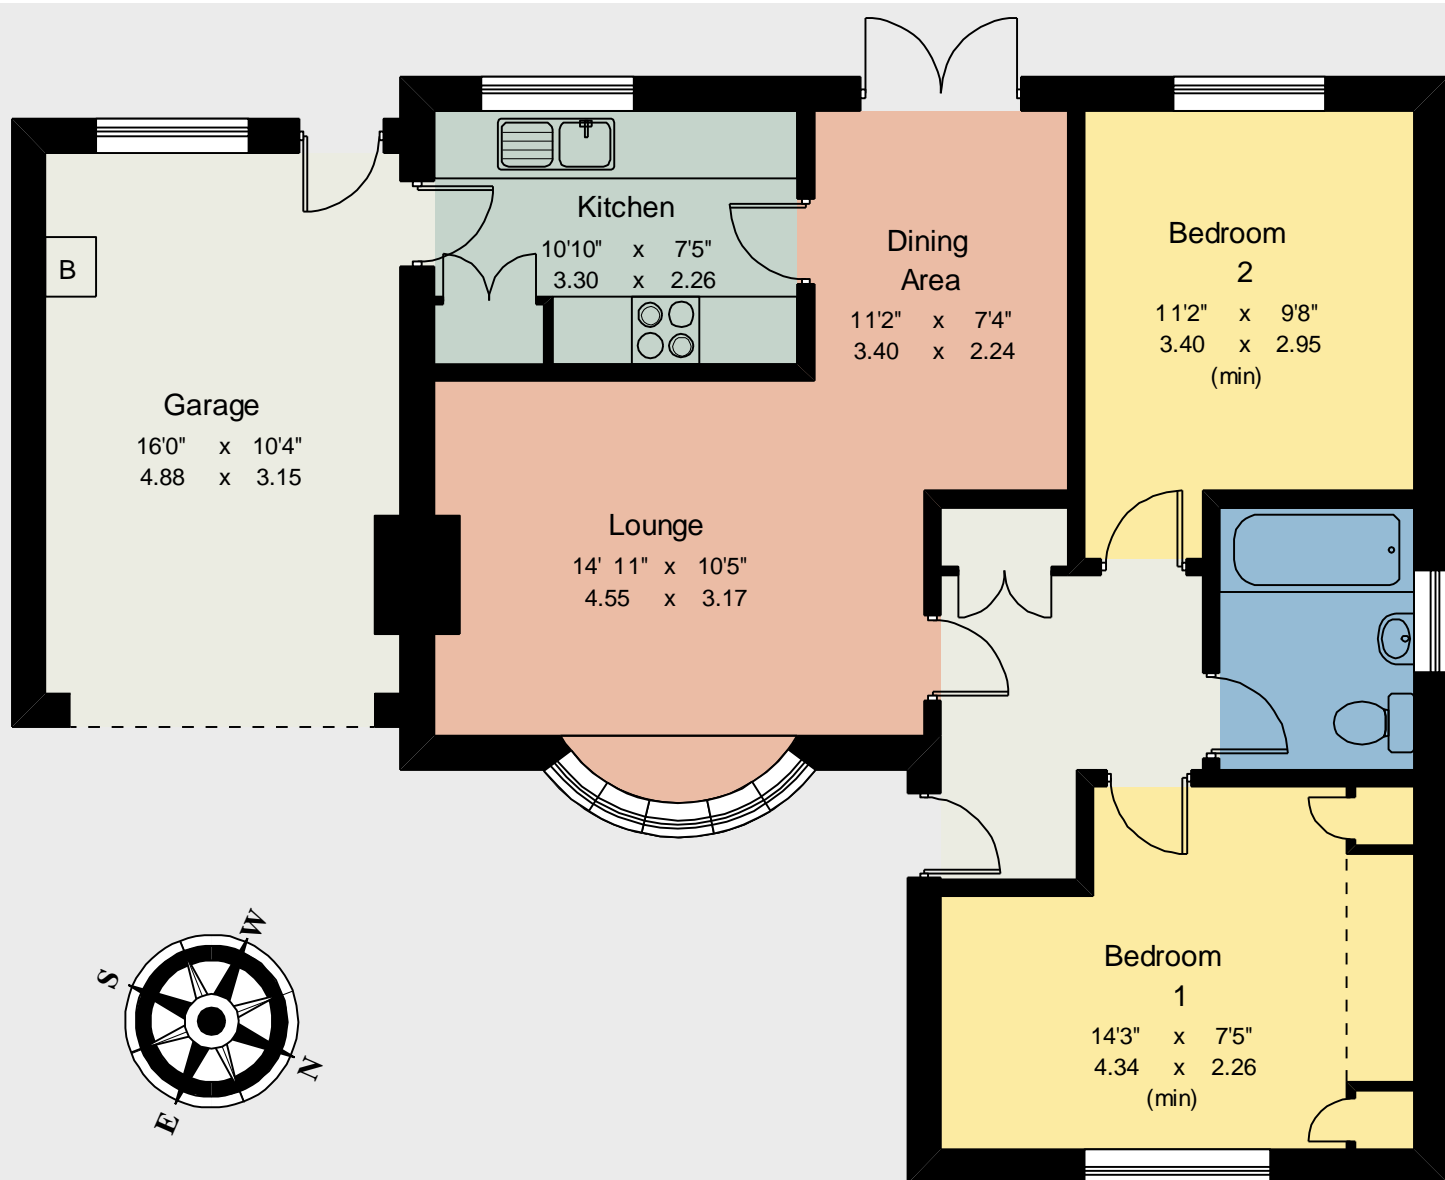 Kitchen
10'10" x 7'5"
3.30 x 2.26
Dining
Area
11'2" x 7'4"
3.40 x 2.24
Bedroom
2
11'2" x 9'8"
3.40 x 2.95
(min)
B
Garage
16'0" x 10'4"
4.88 x 3.15
Lounge
14' 11" x 10'5"
4.55 x 3.17
Bedroom
1
14'3" x 7'5"
4.34 x 2.26
(min)
W
S
N
E